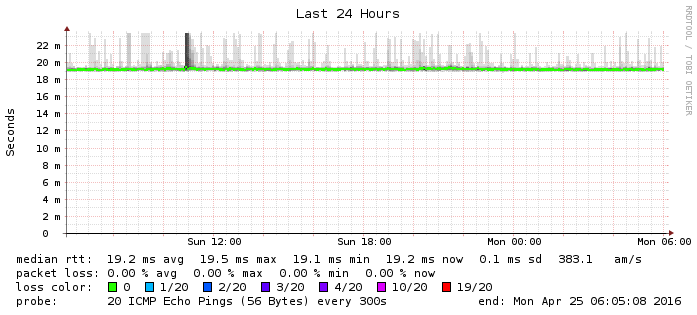 Last 24 Hours
RRDTOOL / TOBI OETIKER
Seconds
22 m
20 m
18 m
16 m
14 m
12 m
10 m
8 m
6 m
4 m
2 m
0
Sun 12:00 Sun 18:00 Mon 00:00 Mon 06:00
median rtt: 19.2 ms avg 19.5 ms max 19.1 ms min 19.2 ms now 0.1 ms sd 383.1 am/s
packet loss: 0.00 % avg 0.00 % max 0.00 % min 0.00 % now
loss color: 0 1/20 2/20 3/20 4/20 10/20 19/20
probe: 20 ICMP Echo Pings (56 Bytes) every 300s end: Mon Apr 25 06:05:08 2016